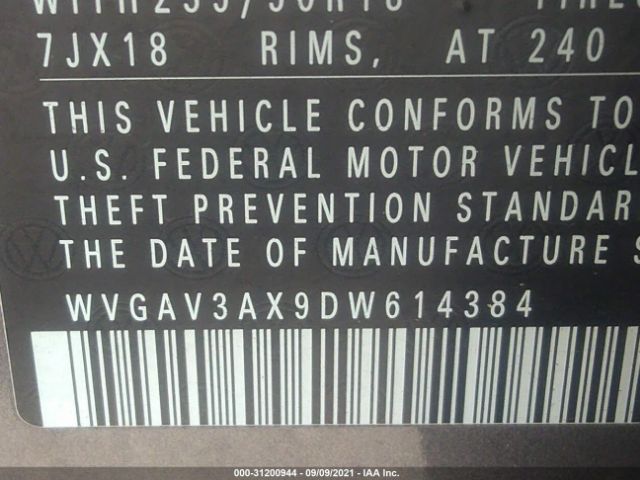 7JX18 RIMS, AT 240
THIS VEHICLE CONFORMS TO
U.S. FEDERAL MOTOR VEHICL
THEFT PREVENTION STANDAR
THE DATE OF MANUFACTURE S
WVGAV3AX9DW614384
000-31200944 - 09/09/2021 - IAA Inc.